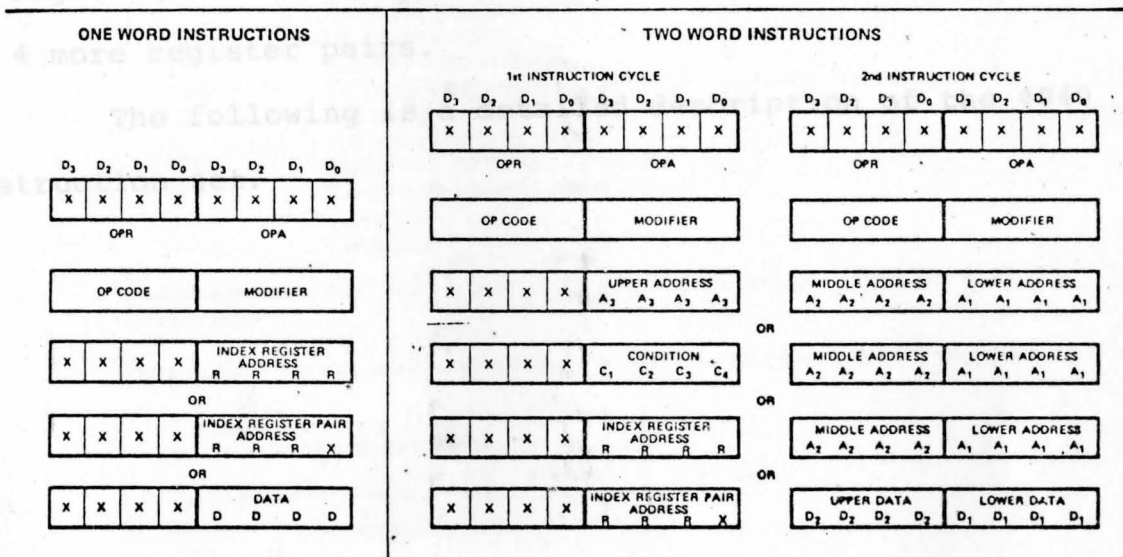 ONE WORD INSTRUCTIONS
TWO WORD INSTRUCTIONS
4 more register pairs.
1st INSTRUCTION CYCLE
2nd INSTRUCTION CYCLE
The following is a detailed description of the 4040
struction set.
D3 D2 D1 D0 D3 D2 D1 D0
X X X X X X X X
OPR OPA
OP CODE MODIFIER
X X X X INDEX REGISTER ADDRESS R R R R
OR
X X X X INDEX REGISTER PAIR ADDRESS R R R X
OR
X X X X DATA D D D D
D3 D2 D1 D0 D3 D2 D1 D0
X X X X X X X X
OPR OPA
D3 D2 D1 D0 D3 D2 D1 D0
X X X X X X X X
OPR OPA
OP CODE MODIFIER
OP CODE MODIFIER
X X X X UPPER ADDRESS A3 A3 A3 A3
MIDDLE ADDRESS A2 A2 A2 A2 LOWER ADDRESS A1 A1 A1 A1
OR
X X X X CONDITION C1 C2 C3 C4
MIDDLE ADDRESS A2 A2 A2 A2 LOWER ADDRESS A1 A1 A1 A1
OR
X X X X INDEX REGISTER ADDRESS R R R R
MIDDLE ADDRESS A2 A2 A2 A2 LOWER ADDRESS A1 A1 A1 A1
OR
X X X X INDEX REGISTER PAIR ADDRESS R R R X
UPPER DATA D2 D2 D2 D2 LOWER DATA D1 D1 D1 D1